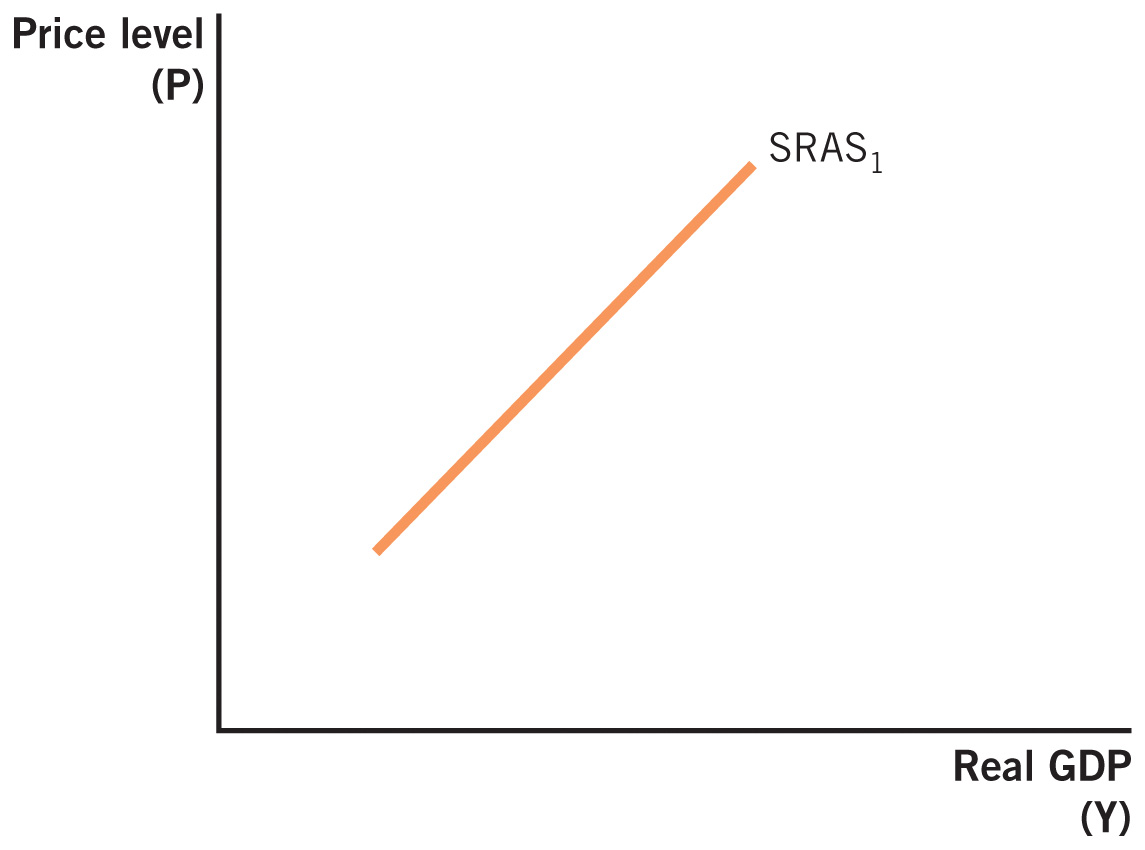 Price level
(P)
SRAS₁
Real GDP
(Y)